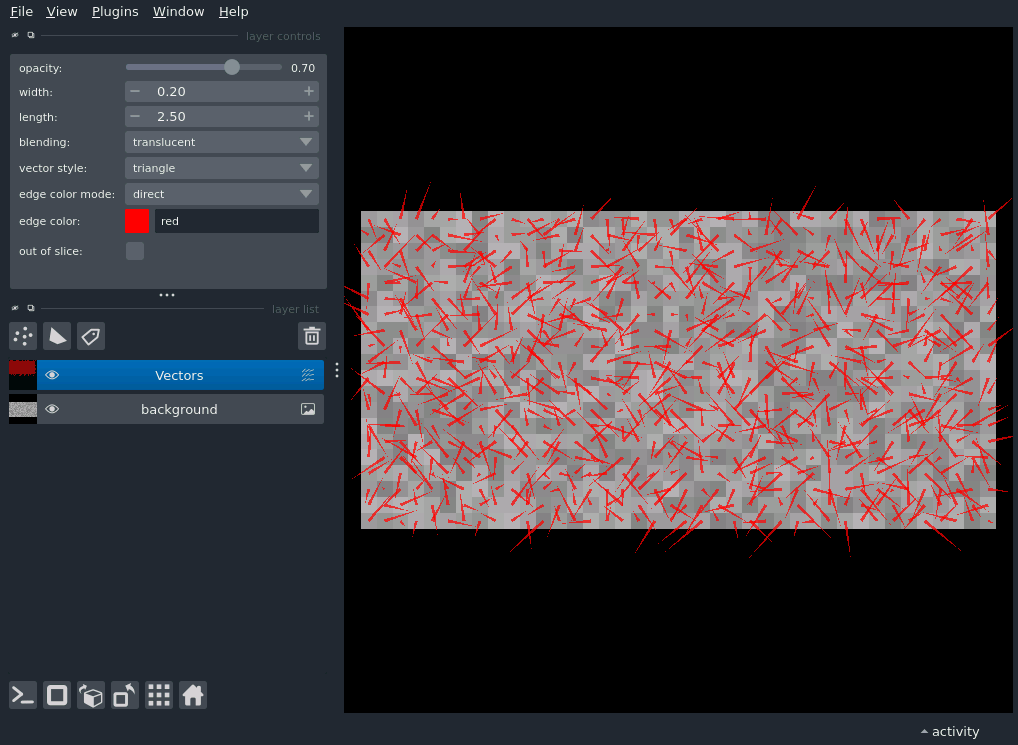 File View Plugins Window Help
layer controls
opacity: 0.70
width: 0.20
length: 2.50
blending: translucent
vector style: triangle
edge color mode: direct
edge color: red
out of slice:
layer list
Vectors
background
activity